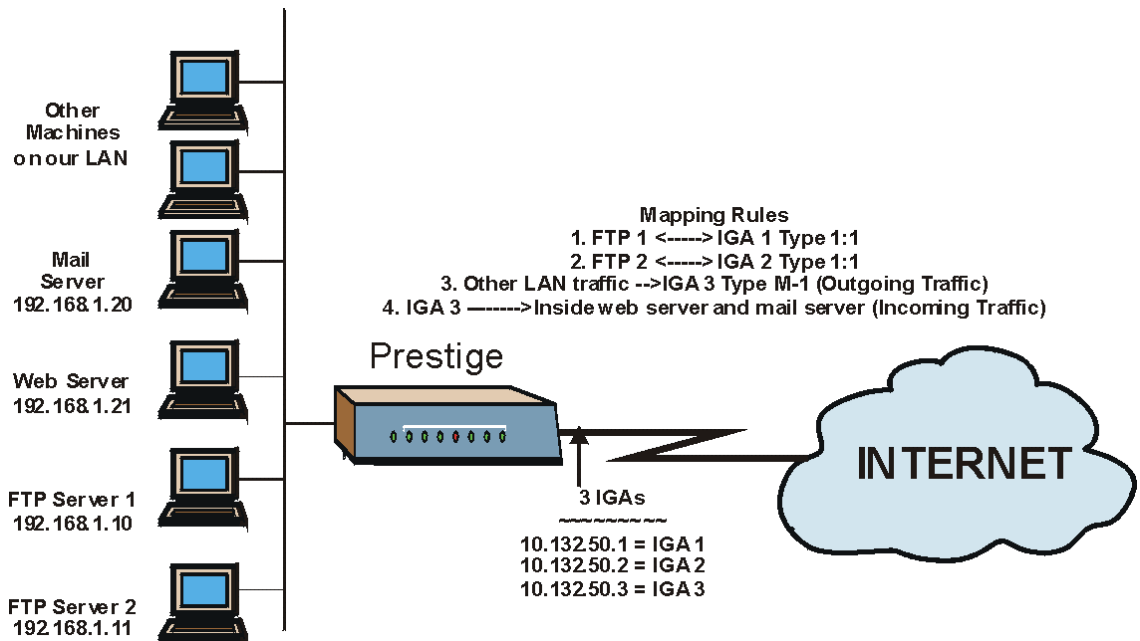 Other
Machines
on our LAN
Mail
Server
192.168.1.20
Web Server
192.168.1.21
FTP Server 1
192.168.1.10
FTP Server 2
192.168.1.11
Mapping Rules
1. FTP 1 <-----> IGA 1 Type 1:1
2. FTP 2 <-----> IGA 2 Type 1:1
3. Other LAN traffic -->IGA 3 Type M-1 (Outgoing Traffic)
4. IGA 3 ------->Inside web server and mail server (Incoming Traffic)
Prestige
3 IGAs
~~~~~~~~~
10.132.50.1 = IGA 1
10.132.50.2 = IGA 2
10.132.50.3 = IGA 3
INTERNET